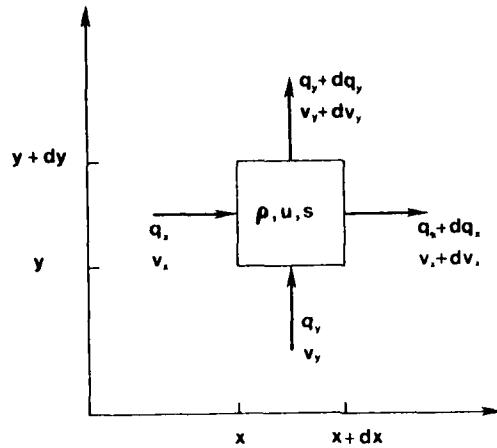 q_y+dq_y
v_y+dv_y
y+dy
ρ, u, s
q_x
v_x
q_x+dq_x
v_x+dv_x
y
q_y
v_y
x
x+dx